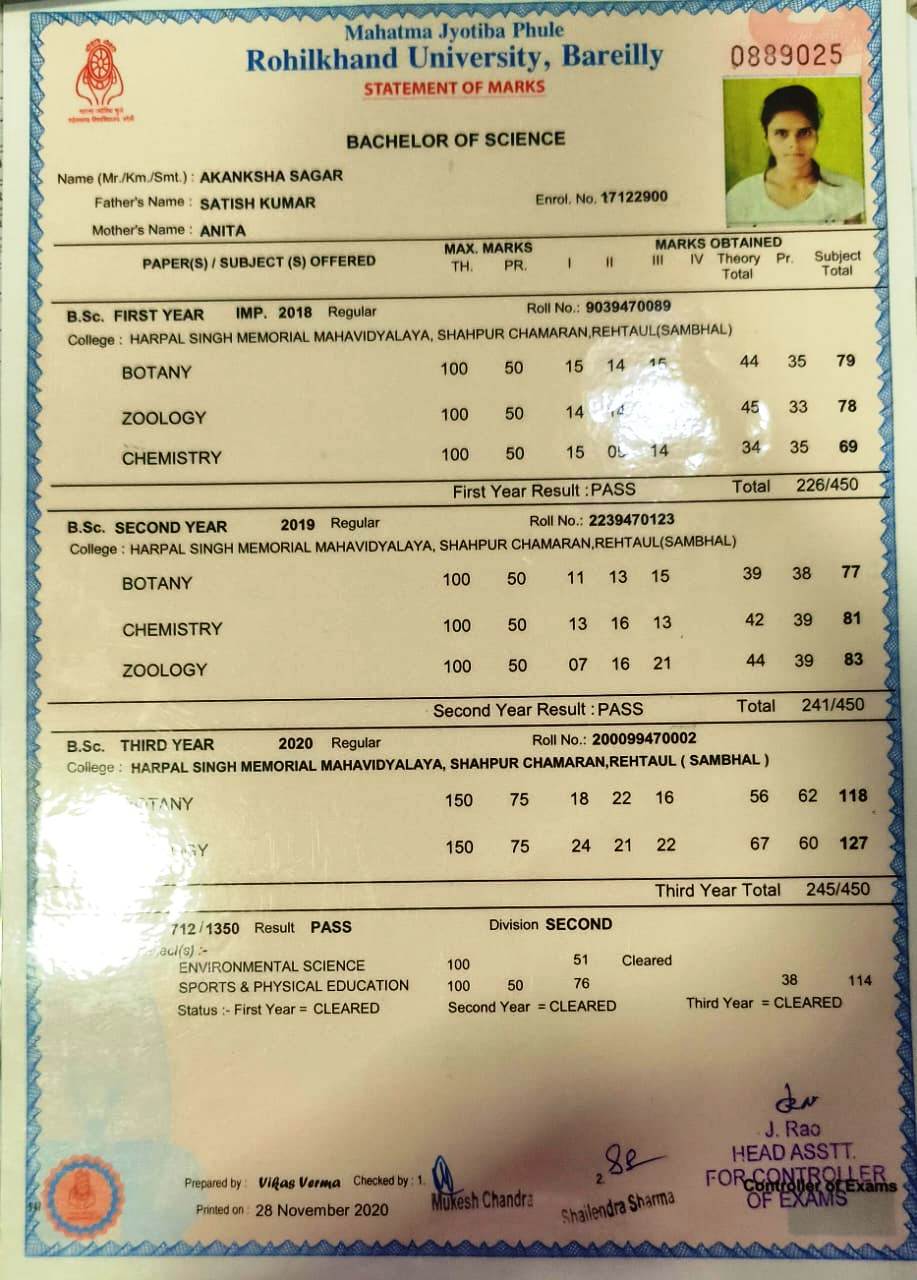 Mahatma Jyotiba Phule
Rohilkhand University, Bareilly
0889025
STATEMENT OF MARKS
BACHELOR OF SCIENCE
Name (Mr./Km./Smt.) : AKANKSHA SAGAR
Father's Name : SATISH KUMAR Enrol. No. 17122900
Mother's Name : ANITA
PAPER(S) / SUBJECT (S) OFFERED MAX. MARKS MARKS OBTAINED
TH. PR. I II III IV Theory Total Pr. Subject Total
B.Sc. FIRST YEAR IMP. 2018 Regular Roll No.: 9039470089
College : HARPAL SINGH MEMORIAL MAHAVIDYALAYA, SHAHPUR CHAMARAN,REHTAUL(SAMBHAL)
BOTANY 100 50 15 14 15 44 35 79
ZOOLOGY 100 50 14 45 33 78
CHEMISTRY 100 50 15 14 34 35 69
First Year Result :PASS Total 226/450
B.Sc. SECOND YEAR 2019 Regular Roll No.: 2239470123
College : HARPAL SINGH MEMORIAL MAHAVIDYALAYA, SHAHPUR CHAMARAN,REHTAUL(SAMBHAL)
BOTANY 100 50 11 13 15 39 38 77
CHEMISTRY 100 50 13 16 13 42 39 81
ZOOLOGY 100 50 07 16 21 44 39 83
Second Year Result :PASS Total 241/450
B.Sc. THIRD YEAR 2020 Regular Roll No.: 200099470002
College : HARPAL SINGH MEMORIAL MAHAVIDYALAYA, SHAHPUR CHAMARAN,REHTAUL ( SAMBHAL )
150 75 18 22 16 56 62 118
150 75 24 21 22 67 60 127
Third Year Total 245/450
712/1350 Result PASS Division SECOND
ENVIRONMENTAL SCIENCE 100 51 Cleared
SPORTS & PHYSICAL EDUCATION 100 50 76 38 114
Status :- First Year = CLEARED Second Year = CLEARED Third Year = CLEARED
J. Rao
HEAD ASSTT.
FOR CONTROLLER
OF EXAMS
Controller of Exams
Prepared by : Vikas Verma Checked by : 1. Mukesh Chandra 2. Shailendra Sharma
Printed on : 28 November 2020